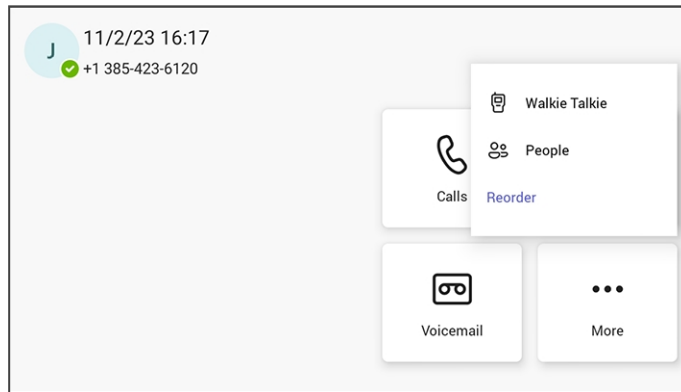 J
11/2/23 16:17
+1 385-423-6120
Walkie Talkie
People
Calls
Reorder
Voicemail
More